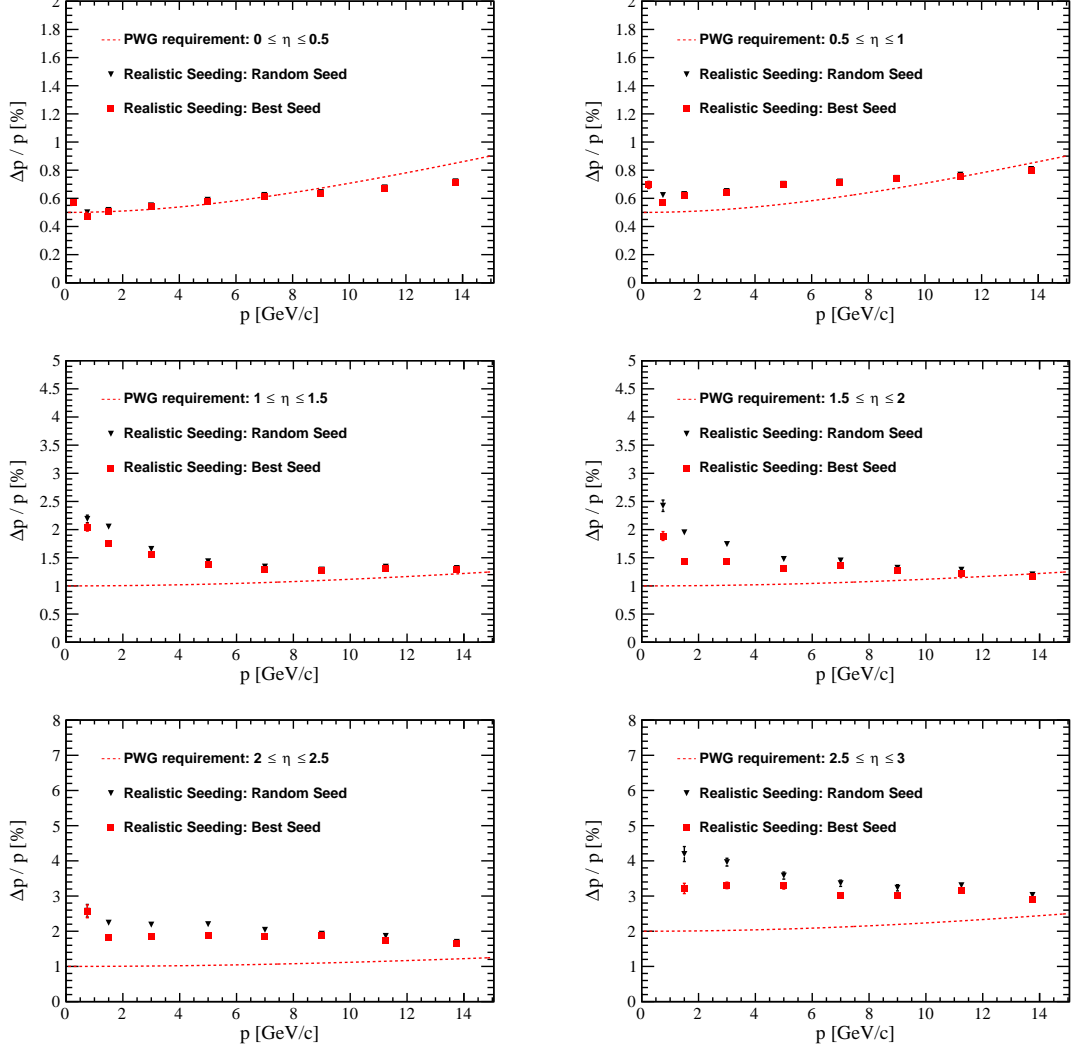 2
1.8
1.6
1.4
1.2
1
0.8
0.6
0.4
0.2
0
Δp / p [%]
PWG requirement: 0 ≤ η ≤ 0.5
Realistic Seeding: Random Seed
Realistic Seeding: Best Seed
0 2 4 6 8 10 12 14
p [GeV/c]
2
1.8
1.6
1.4
1.2
1
0.8
0.6
0.4
0.2
0
Δp / p [%]
PWG requirement: 0.5 ≤ η ≤ 1
Realistic Seeding: Random Seed
Realistic Seeding: Best Seed
0 2 4 6 8 10 12 14
p [GeV/c]
5
4.5
4
3.5
3
2.5
2
1.5
1
0.5
0
Δp / p [%]
PWG requirement: 1 ≤ η ≤ 1.5
Realistic Seeding: Random Seed
Realistic Seeding: Best Seed
0 2 4 6 8 10 12 14
p [GeV/c]
5
4.5
4
3.5
3
2.5
2
1.5
1
0.5
0
Δp / p [%]
PWG requirement: 1.5 ≤ η ≤ 2
Realistic Seeding: Random Seed
Realistic Seeding: Best Seed
0 2 4 6 8 10 12 14
p [GeV/c]
8
7
6
5
4
3
2
1
0
Δp / p [%]
PWG requirement: 2 ≤ η ≤ 2.5
Realistic Seeding: Random Seed
Realistic Seeding: Best Seed
0 2 4 6 8 10 12 14
p [GeV/c]
8
7
6
5
4
3
2
1
0
Δp / p [%]
PWG requirement: 2.5 ≤ η ≤ 3
Realistic Seeding: Random Seed
Realistic Seeding: Best Seed
0 2 4 6 8 10 12 14
p [GeV/c]